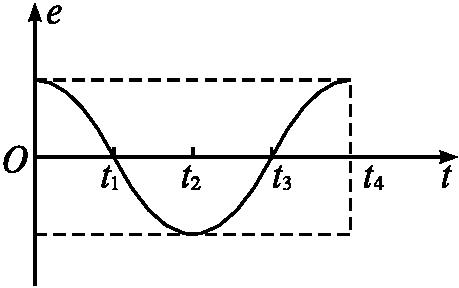 e
O t₁ t₂ t₃ t₄ t